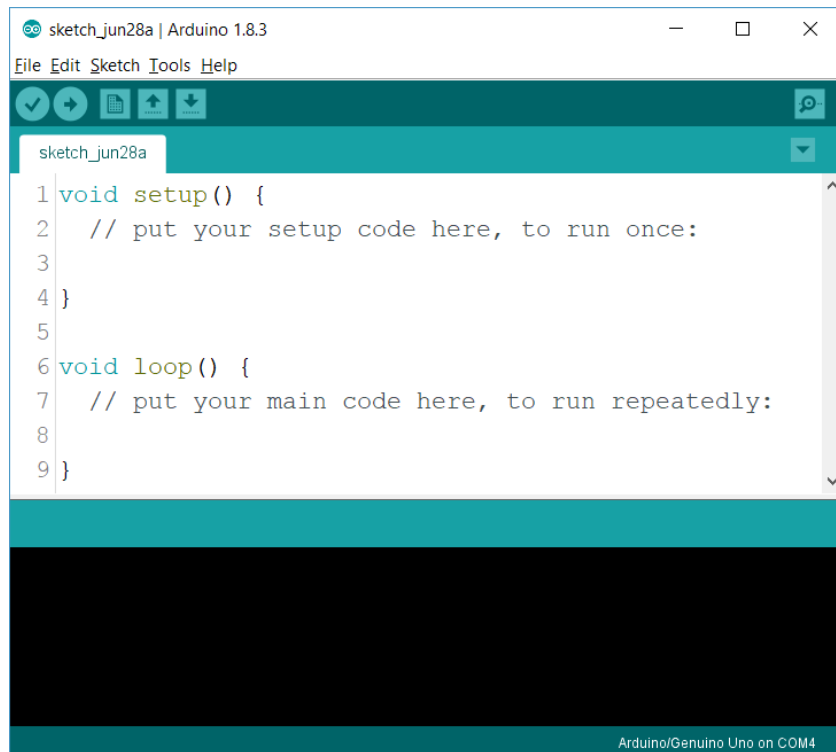 sketch_jun28a | Arduino 1.8.3
File Edit Sketch Tools Help
sketch_jun28a
1 void setup() {
2   // put your setup code here, to run once:
3
4 }
5
6 void loop() {
7   // put your main code here, to run repeatedly:
8
9 }
Arduino/Genuino Uno on COM4